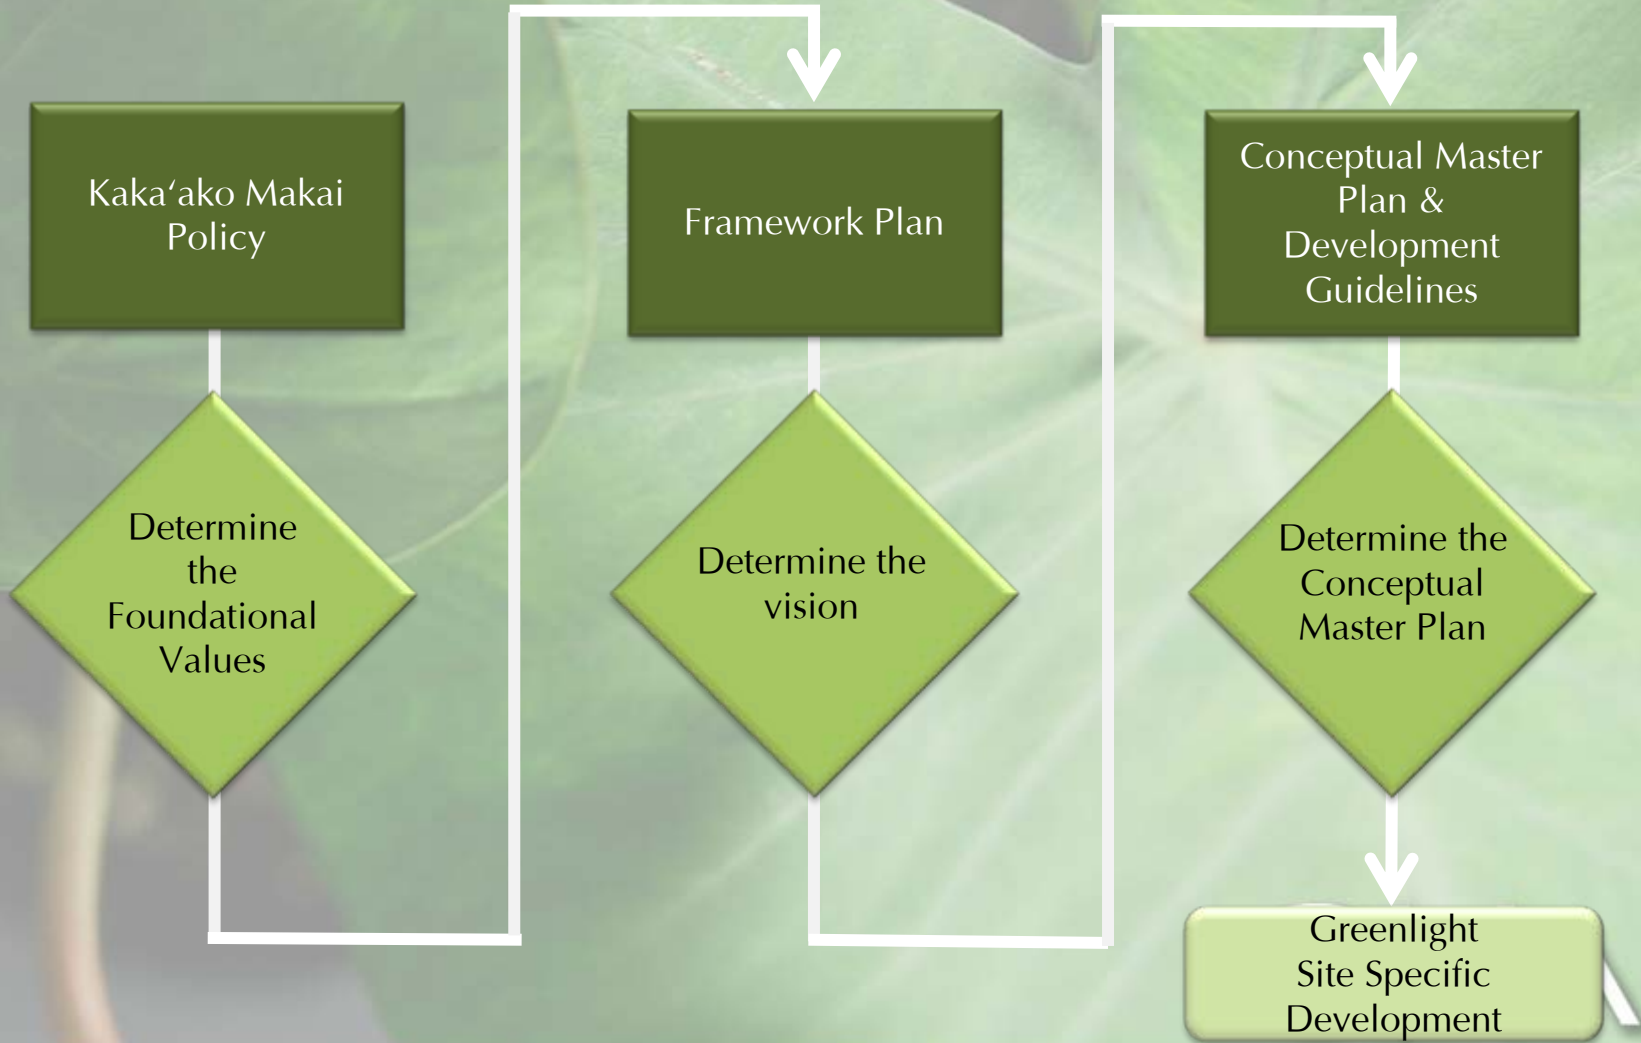 Kaka‘ako Makai
Policy
Determine
the
Foundational
Values
Framework Plan
Determine the
vision
Conceptual Master
Plan &
Development
Guidelines
Determine the
Conceptual
Master Plan
Greenlight
Site Specific
Development